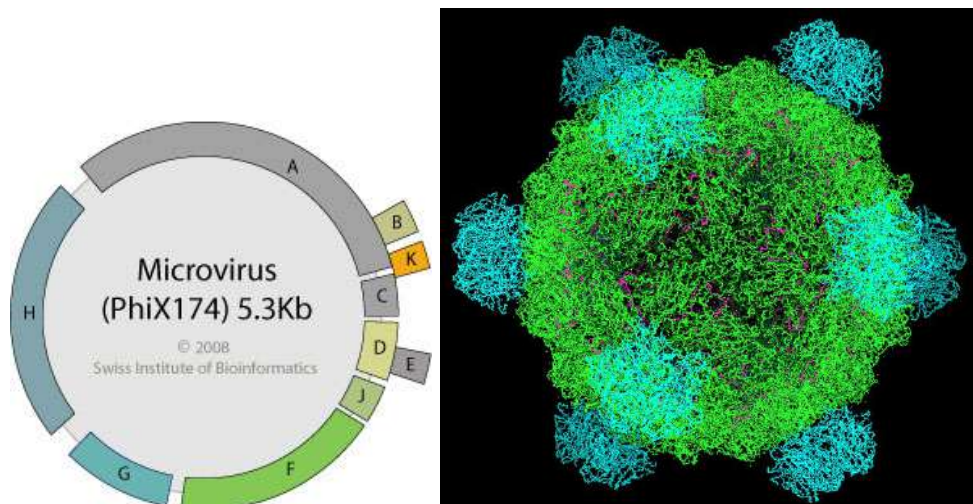 A
B
K
C
D
E
J
F
G
H
Microvirus
(PhiX174) 5.3Kb
© 2008
Swiss Institute of Bioinformatics